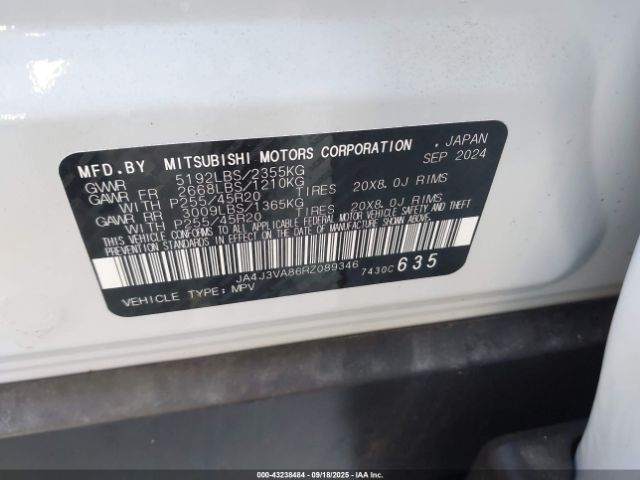 MFD.BY MITSUBISHI MOTORS CORPORATION . JAPAN
SEP 2024
GVWR 5192LBS/2355KG
GAWR FR 2668LBS/1210KG
WITH P255/45R20 TIRES 20X8.0J RIMS
GAWR RR 3009LBS/1365KG
WITH P255/45R20 TIRES 20X8.0J RIMS
THIS VEHICLE CONFORMS TO ALL APPLICABLE FEDERAL MOTOR VEHICLE SAFETY AND THEFT
PREVENTION STANDARDS IN EFFECT ON THE DATE OF MANUFACTURE SHOWN ABOVE.
JA4J3VA86RZ089346 7430C 635
VEHICLE TYPE: MPV
000-43238484 - 09/18/2025 - IAAI.COM